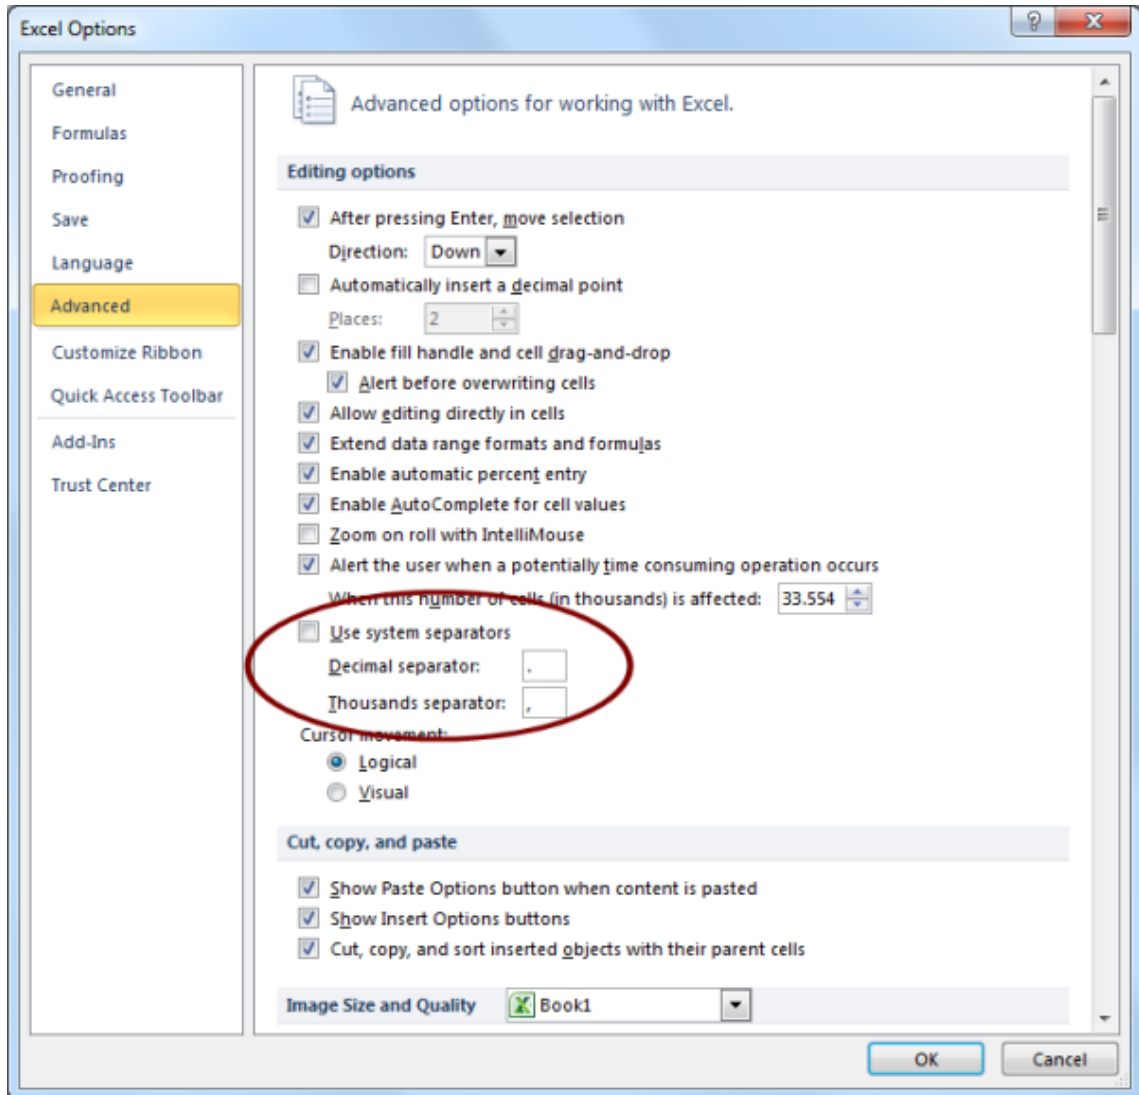 Excel Options
General
Formulas
Proofing
Save
Language
Advanced
Customize Ribbon
Quick Access Toolbar
Add-Ins
Trust Center
Advanced options for working with Excel.
Editing options
After pressing Enter, move selection
Direction: Down
Automatically insert a decimal point
Places: 2
Enable fill handle and cell drag-and-drop
Alert before overwriting cells
Allow editing directly in cells
Extend data range formats and formulas
Enable automatic percent entry
Enable AutoComplete for cell values
Zoom on roll with IntelliMouse
Alert the user when a potentially time consuming operation occurs
When this number of cells (in thousands) is affected: 33.554
Use system separators
Decimal separator: .
Thousands separator: ,
Cursor movement:
Logical
Visual
Cut, copy, and paste
Show Paste Options button when content is pasted
Show Insert Options buttons
Cut, copy, and sort inserted objects with their parent cells
Image Size and Quality Book1
OK Cancel